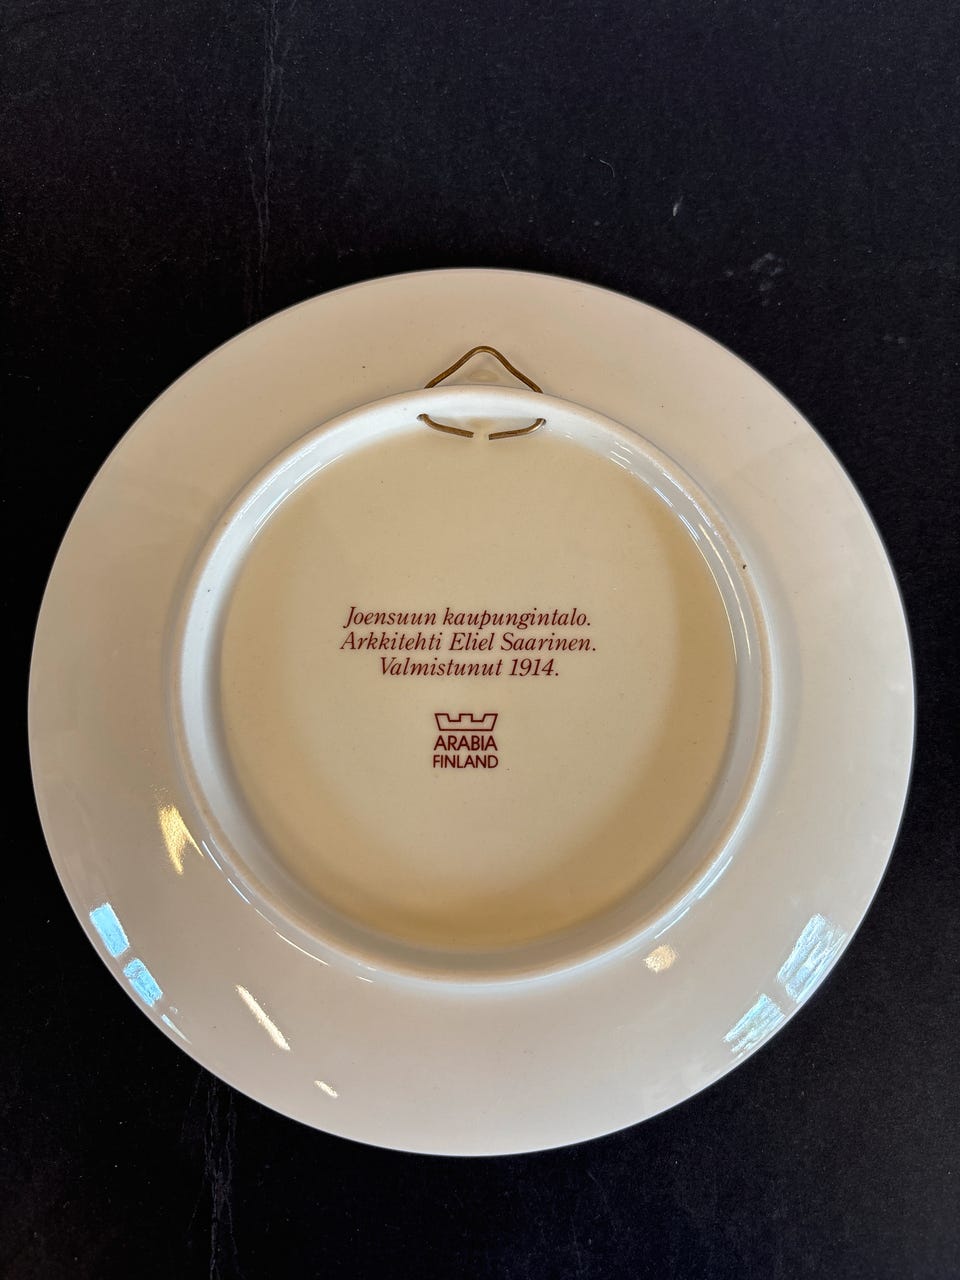 Joensuun kaupungintalo.
Arkkitehti Eliel Saarinen.
Valmistunut 1914.
ARABIA
FINLAND